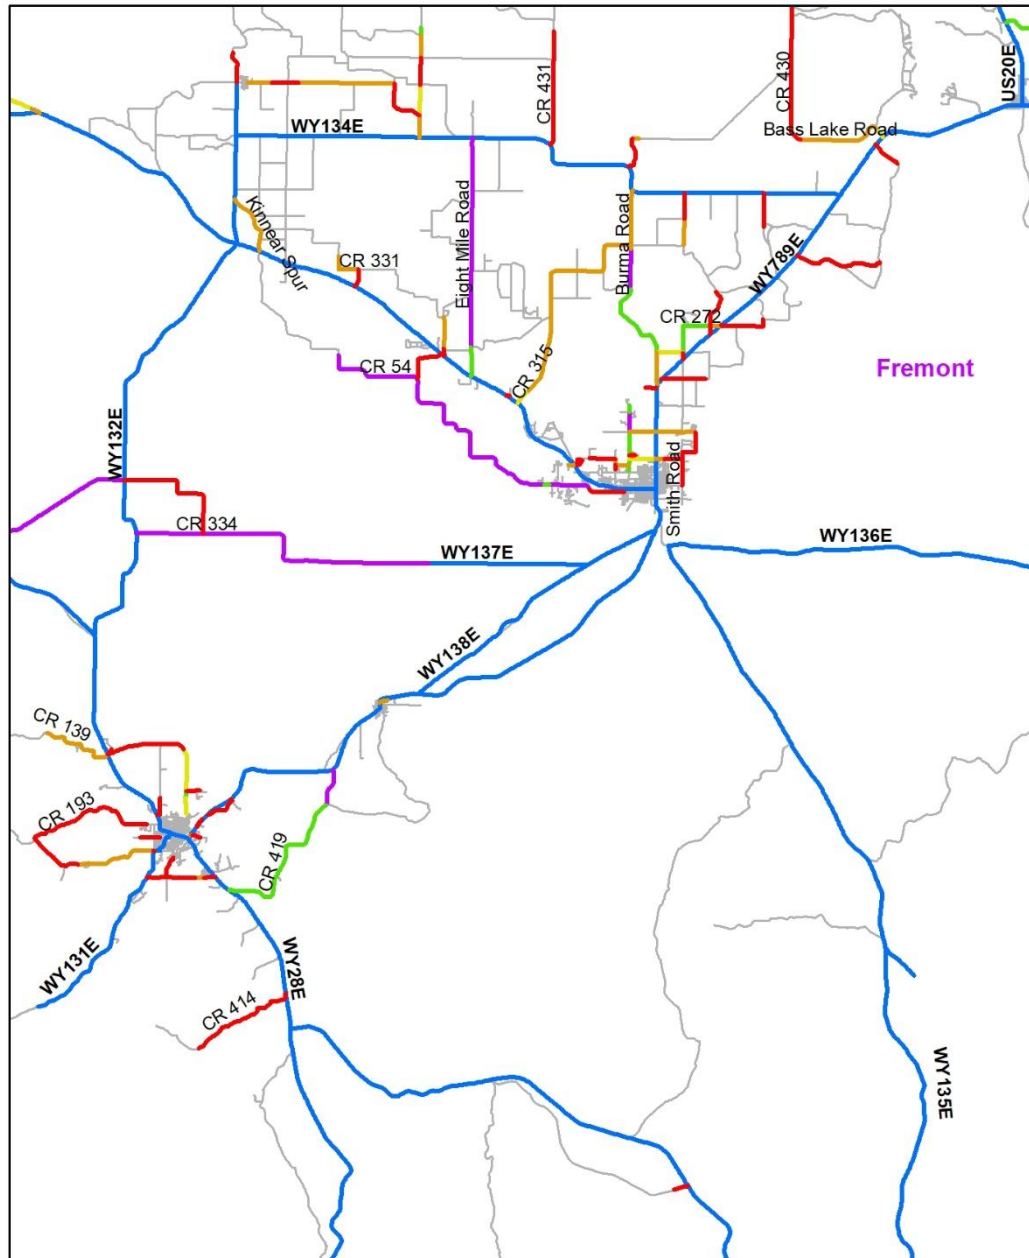 US20E
CR 431
CR 430
WY134E
Bass Lake Road
Kinnear Spur
Eight Mile Road
Burma Road
CR 331
WY789E
CR 272
CR 315
CR 54
Fremont
WY132E
Smith Road
CR 334
WY137E
WY136E
WY138E
CR 139
CR 193
CR 419
WY131E
WY28E
CR 414
WY135E